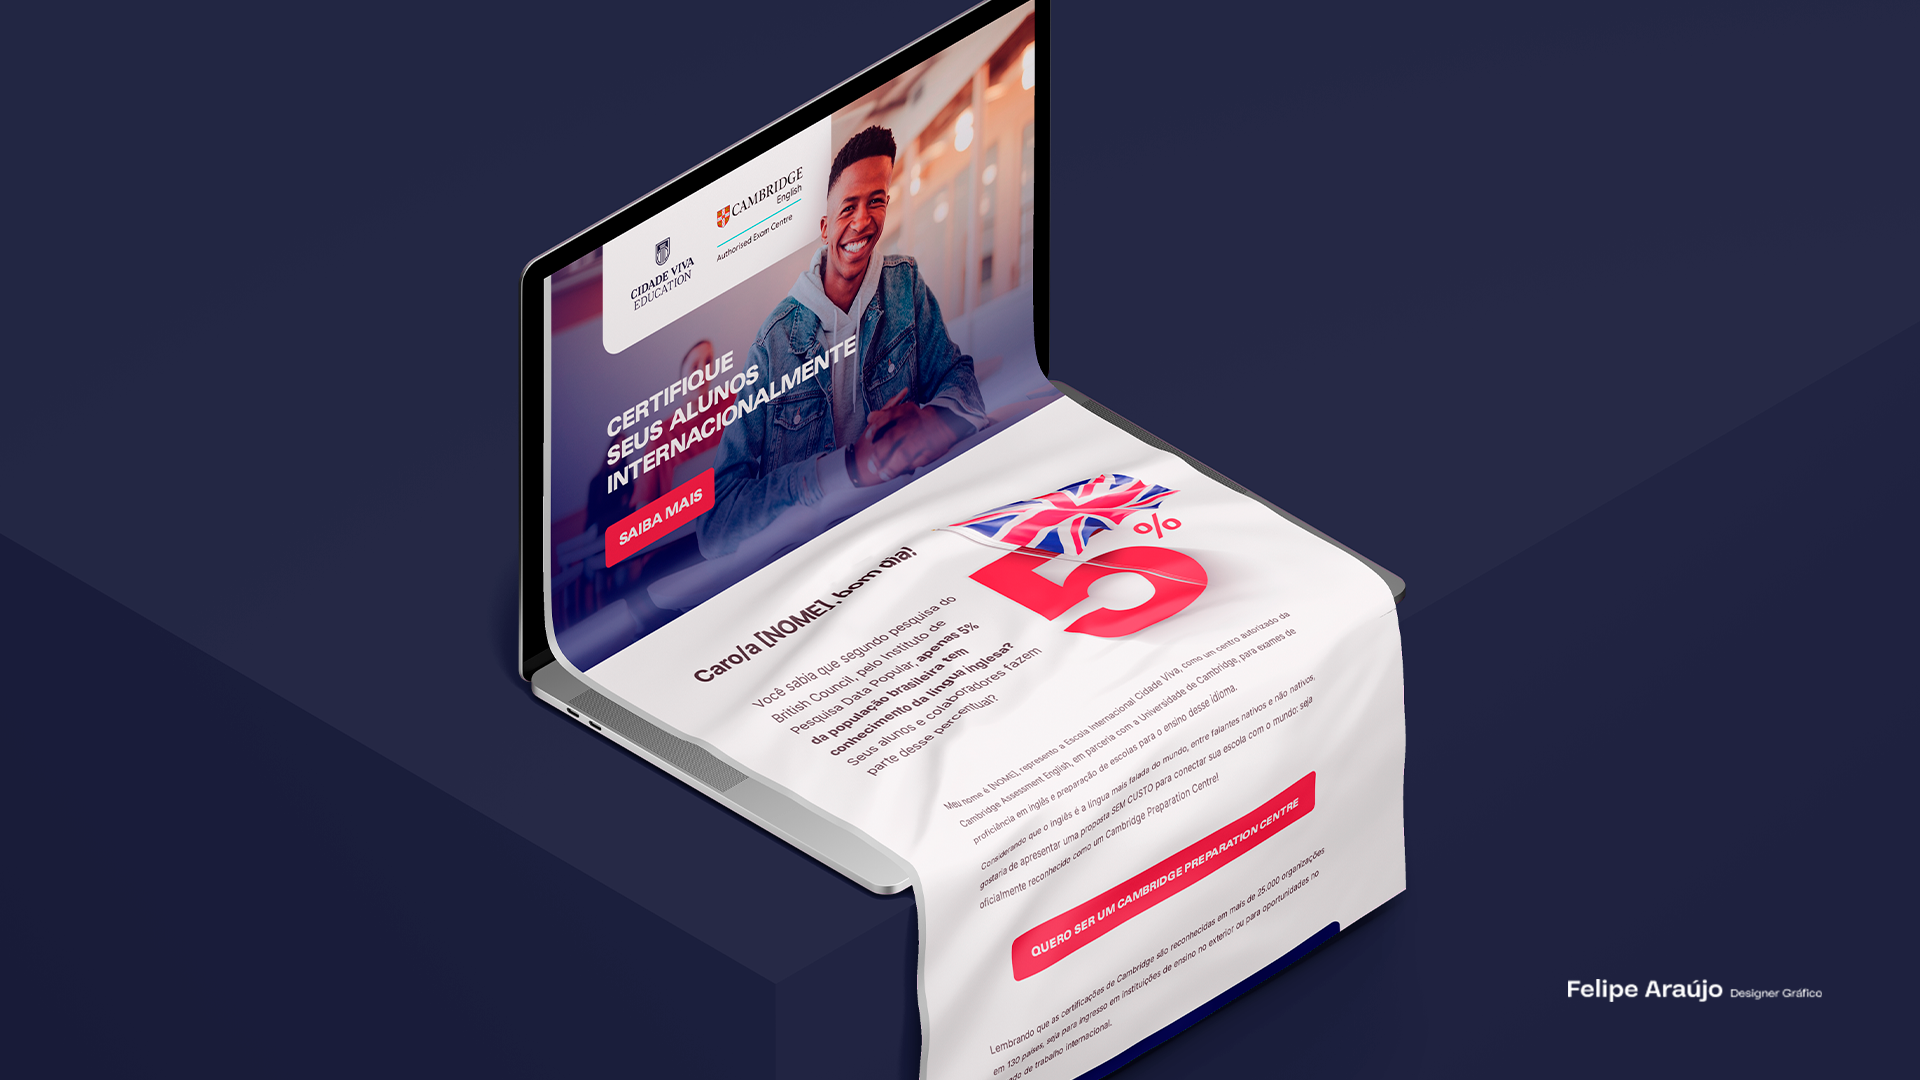 CIDADE VIVA
EDUCATION
CAMBRIDGE
English
Authorised Exam Centre
CERTIFIQUE
SEUS ALUNOS
INTERNACIONALMENTE
SAIBA MAIS
Caro/a [NOME], bom dia!
Você sabia que segundo pesquisa do
British Council, pelo Instituto de
Pesquisa Data Popular, apenas 5%
da população brasileira tem
conhecimento da língua inglesa?
Seus alunos e colaboradores fazem
parte desse percentual?
5%
Meu nome é [NOME], represento a Escola Internacional Cidade Viva, como um centro autorizado da
Cambridge Assessment English, em parceria com a Universidade de Cambridge, para exames de
proficiência em inglês e preparação de escolas para o ensino desse idioma.
Considerando que o inglês é a língua mais falada do mundo, entre falantes nativos e não nativos,
gostaria de apresentar uma proposta SEM CUSTO para conectar sua escola com o mundo: seja
oficialmente reconhecido como um Cambridge Preparation Centre!
QUERO SER UM CAMBRIDGE PREPARATION CENTRE
Lembrando que as certificações de Cambridge são reconhecidas em mais de 25.000 organizações
em 130 países, seja para ingresso em instituições de ensino no exterior ou para oportunidades no
de trabalho internacional.
Felipe Araújo Designer Gráfico